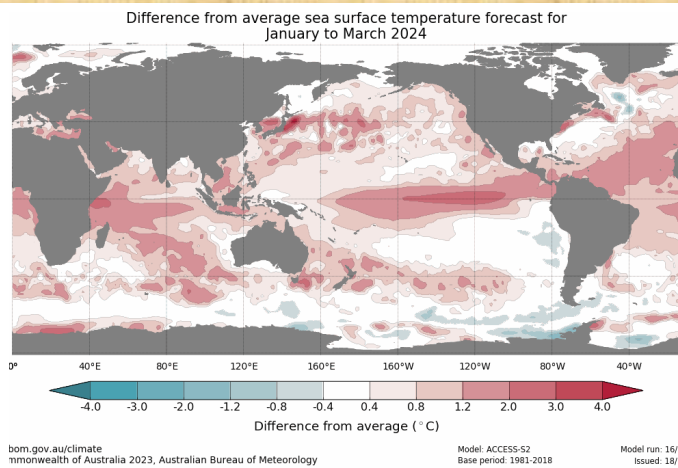 Difference from average sea surface temperature forecast for
January to March 2024
0° 40°E 80°E 120°E 160°E 160°W 120°W 80°W 40°W
-4.0 -3.0 -2.0 -1.2 -0.8 -0.4 0.4 0.8 1.2 2.0 3.0 4.0
Difference from average (°C)
bom.gov.au/climate
mmonwealth of Australia 2023, Australian Bureau of Meteorology
Model: ACCESS-S2
Base period: 1981-2018
Model run: 16/
Issued: 18/